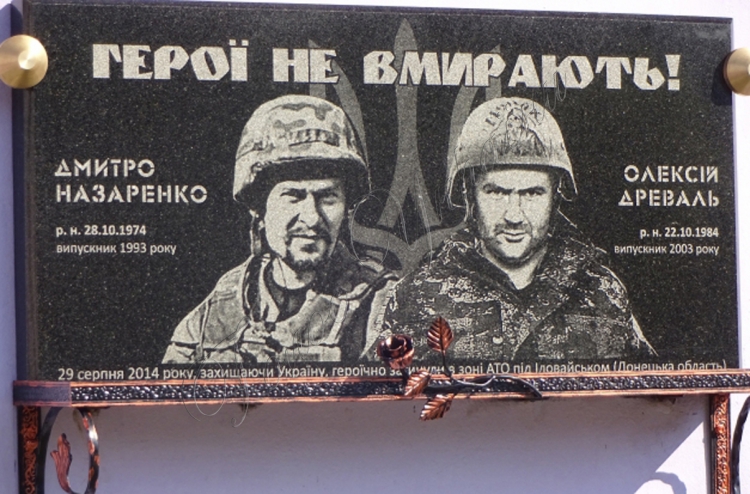 ГЕРОЇ НЕ ВМИРАЮТЬ!
ДМИТРО
НАЗАРЕНКО
р. н. 28.10.1974
випускник 1993 року
ОЛЕКСІЙ
ДРЕВАЛЬ
р. н. 22.10.1984
випускник 2003 року
29 серпня 2014 року, захищаючи Україну, героїчно загинули в зоні АТО під Іловайськом (Донецька область)